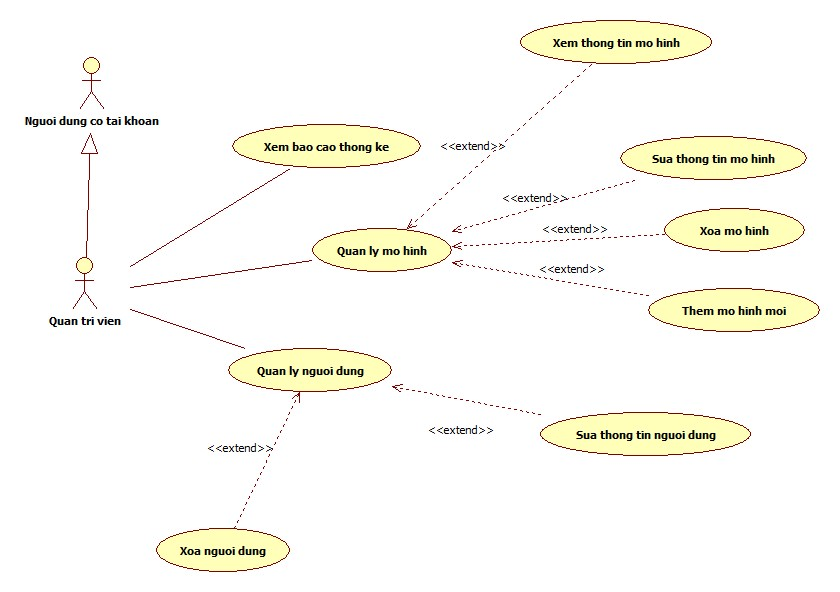 Xem thong tin mo hinh
Nguoi dung co tai khoan
Xem bao cao thong ke
<<extend>>
Sua thong tin mo hinh
<<extend>>
Xoa mo hinh
<<extend>>
Quan ly mo hinh
<<extend>>
Them mo hinh moi
Quan tri vien
Quan ly nguoi dung
<<extend>>
Sua thong tin nguoi dung
<<extend>>
Xoa nguoi dung